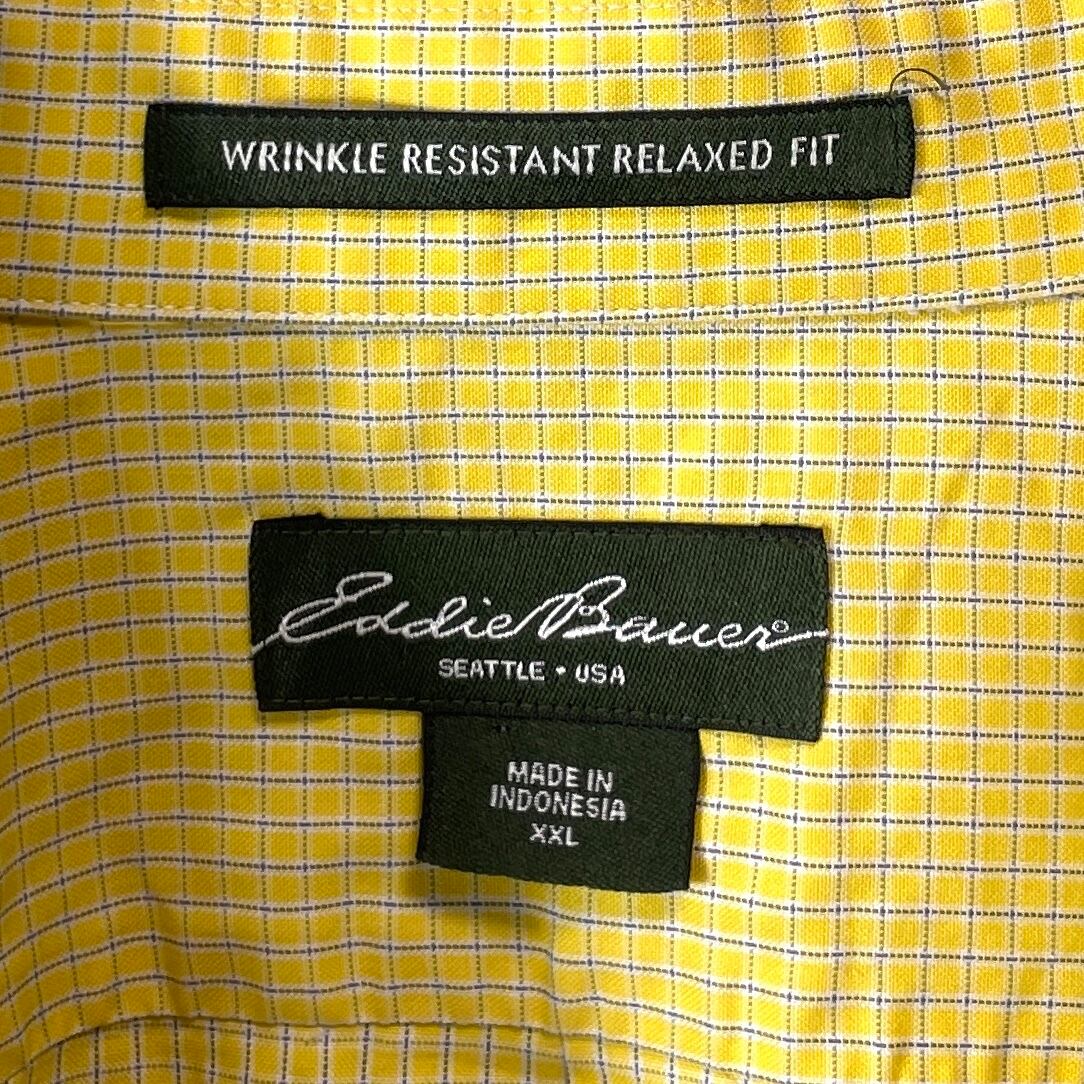 WRINKLE RESISTANT RELAXED FIT
Eddie Bauer®
SEATTLE • USA
MADE IN
INDONESIA
XXL